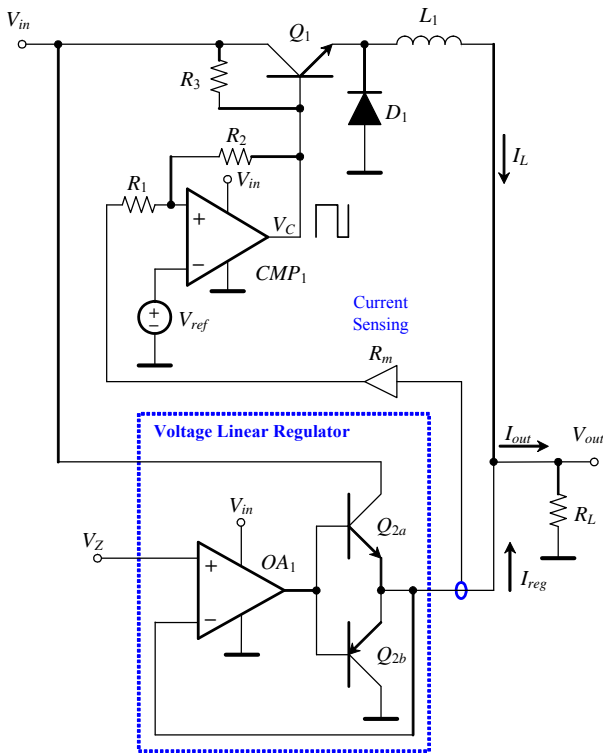 V_in
Q_1
L_1
R_3
D_1
R_2
I_L
R_1
V_in
+
V_C
−
CMP_1
+
−
V_ref
Current
Sensing
R_m
Voltage Linear Regulator
I_out
V_out
V_in
Q_2a
R_L
V_Z
+
OA_1
I_reg
−
Q_2b